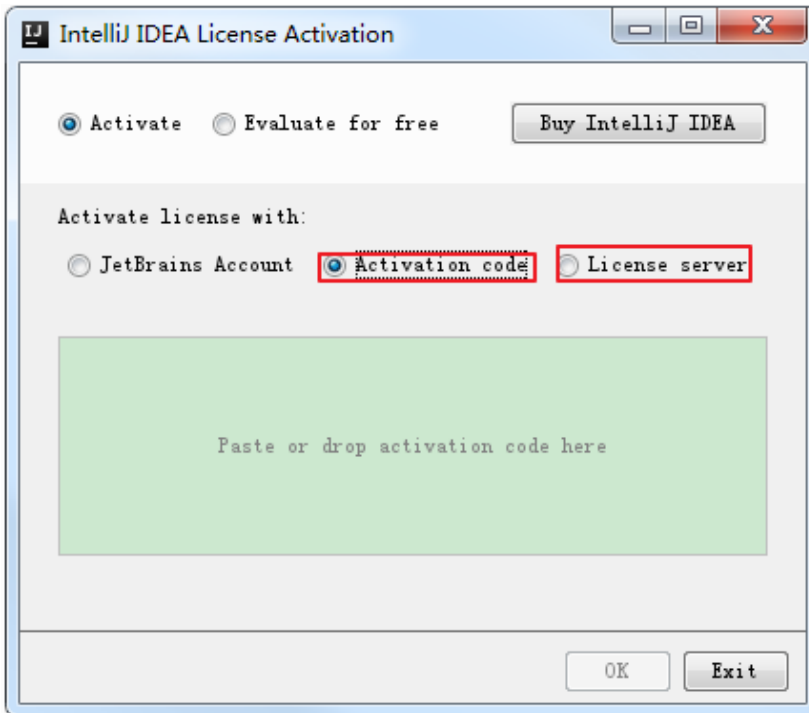 IJ IntelliJ IDEA License Activation
Activate Evaluate for free Buy IntelliJ IDEA
Activate license with:
JetBrains Account Activation code License server
Paste or drop activation code here
OK Exit